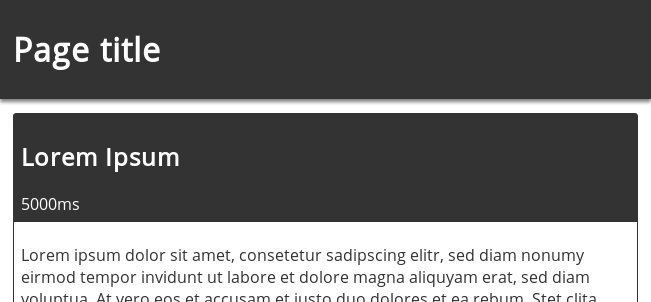 Page title
Lorem Ipsum
5000ms
Lorem ipsum dolor sit amet, consetetur sadipscing elitr, sed diam nonumy
eirmod tempor invidunt ut labore et dolore magna aliquyam erat, sed diam
voluptua. At vero eos et accusam et justo duo dolores et ea rebum. Stet clita